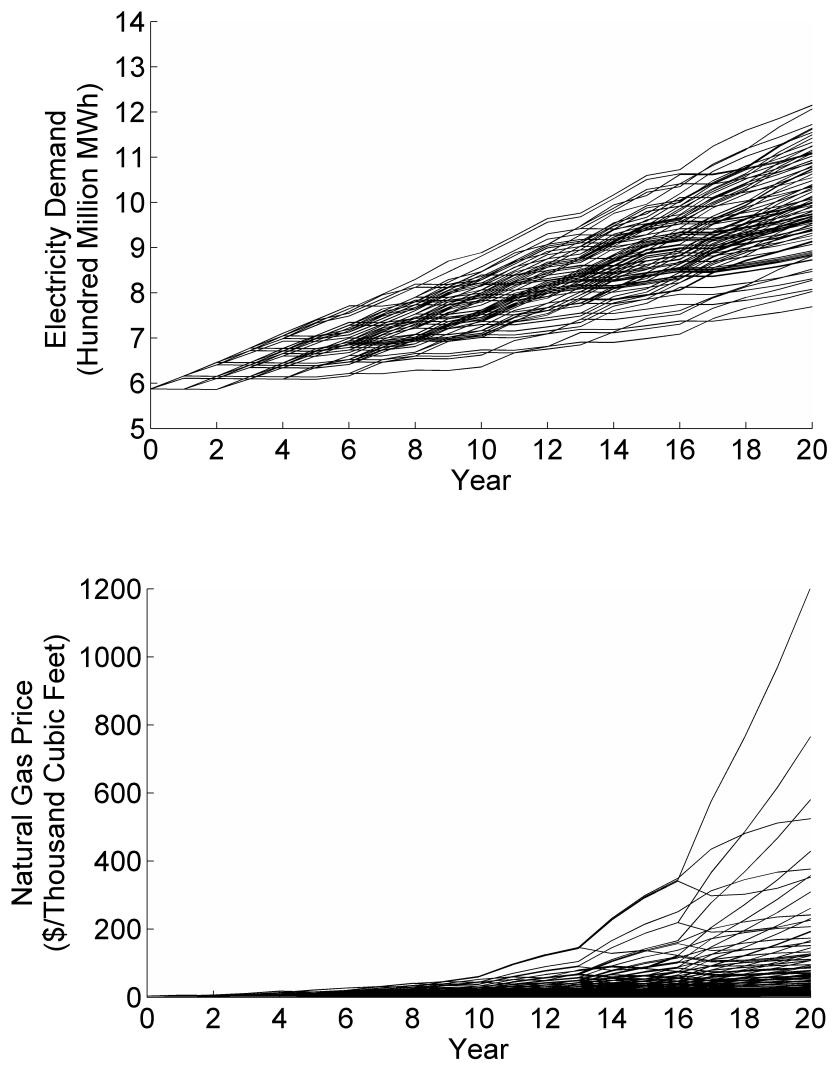 14
13
12
11
10
9
8
7
6
5
Electricity Demand
(Hundred Million MWh)
0 2 4 6 8 10 12 14 16 18 20
Year
1200
1000
800
600
400
200
0
Natural Gas Price
($/Thousand Cubic Feet)
0 2 4 6 8 10 12 14 16 18 20
Year